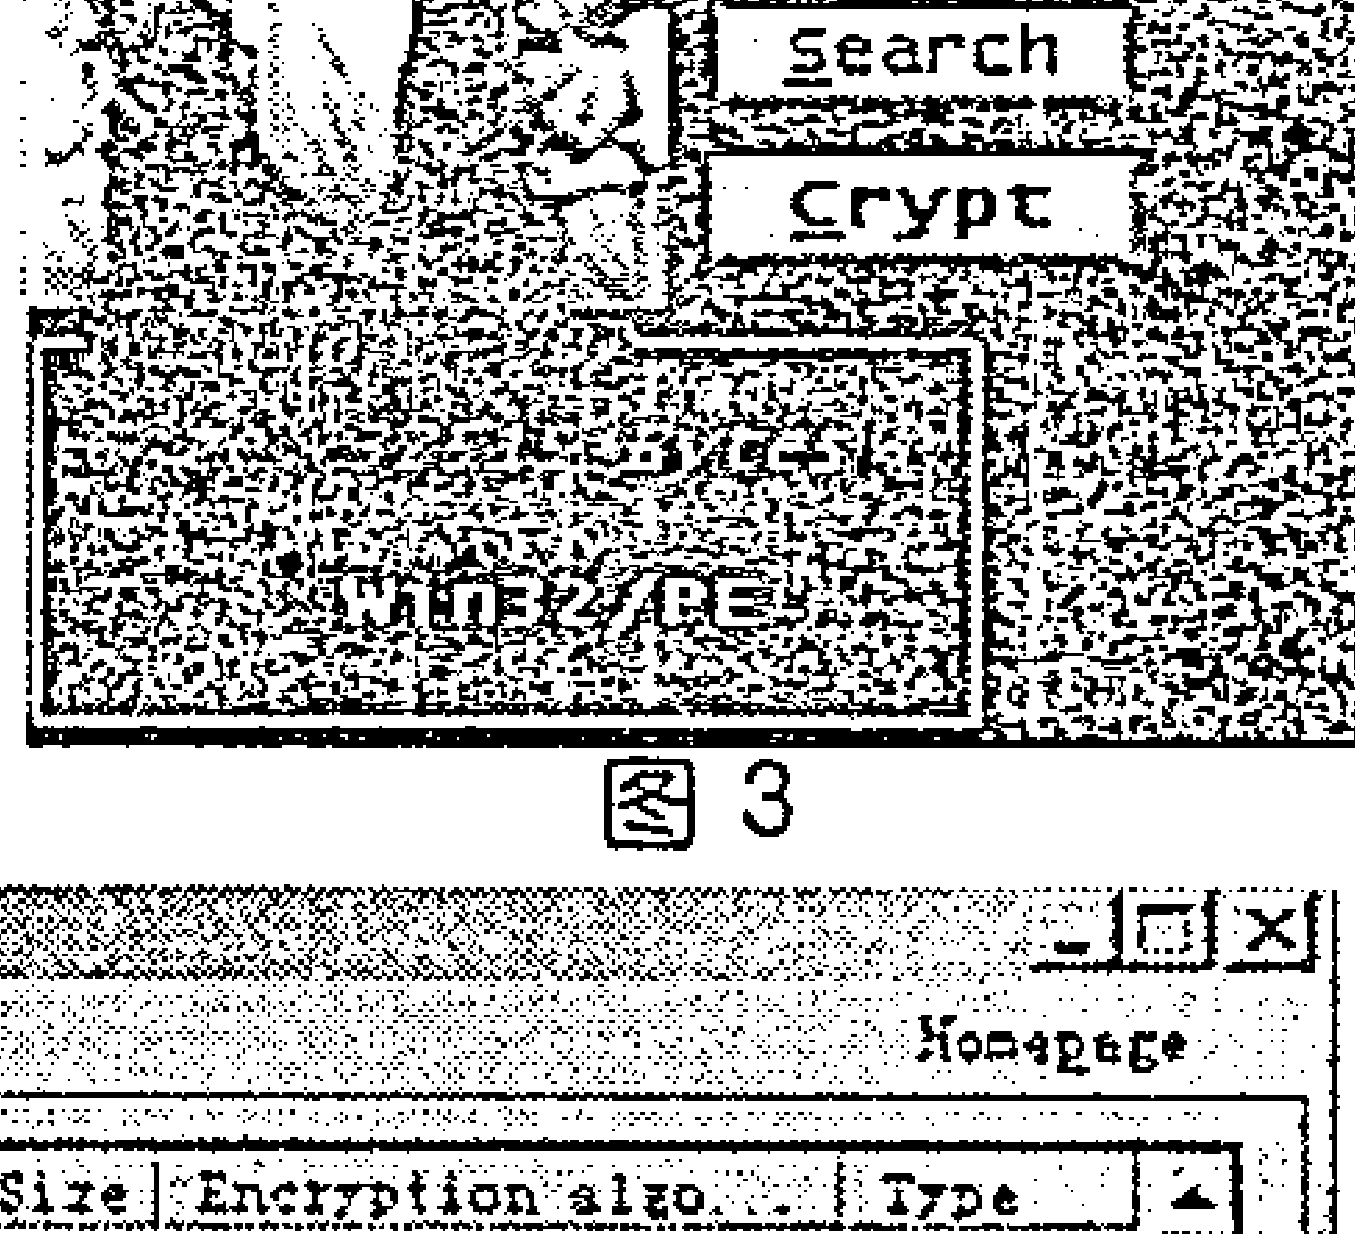 Search
Crypt
Win32/PE
图 3
Homepage
Size Encryption algo... Type